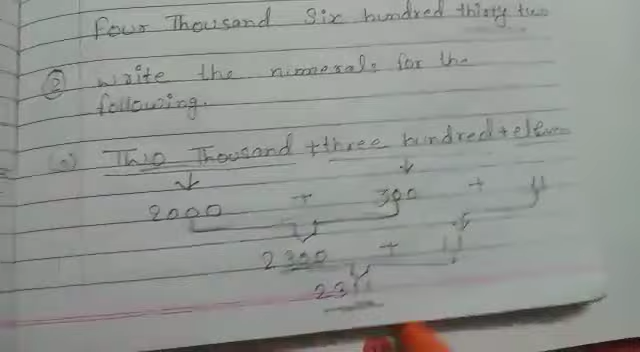 four Thousand Six hundred thirty two
② write the numerals for the
following.
(a) Two Thousand + three hundred + eleven
2000 + 300 + 11
2300 + 11
2311